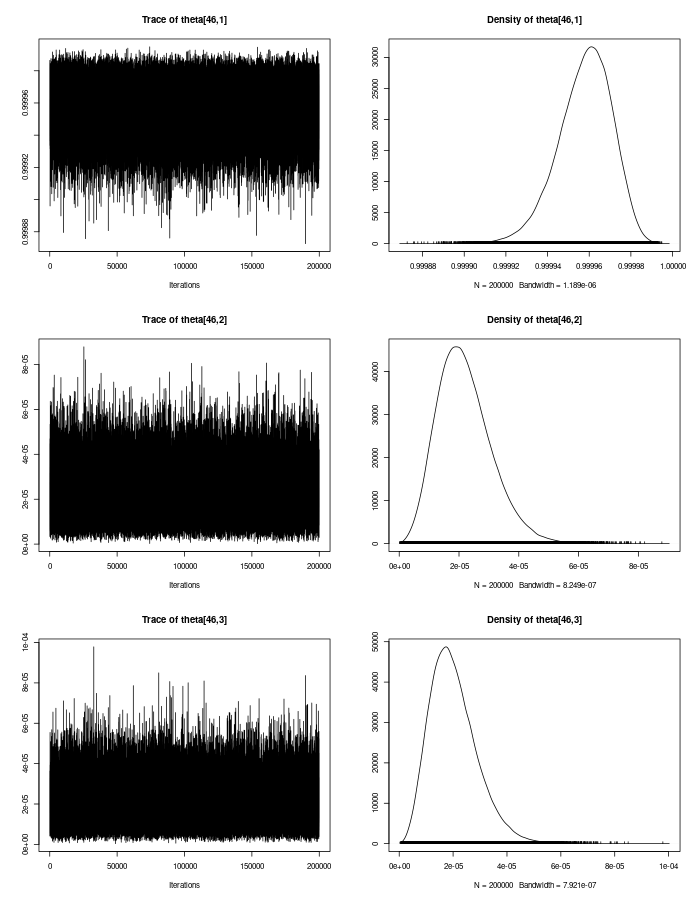 Trace of theta[46,1]
0.99988 0.99992 0.99996
0 50000 100000 150000 200000
Iterations
Density of theta[46,1]
0 5000 10000 15000 20000 25000 30000
0.99988 0.99990 0.99992 0.99994 0.99996 0.99998 1.00000
N = 200000 Bandwidth = 1.189e-06
Trace of theta[46,2]
0e+00 2e-05 4e-05 6e-05 8e-05
0 50000 100000 150000 200000
Iterations
Density of theta[46,2]
0 10000 20000 30000 40000
0e+00 2e-05 4e-05 6e-05 8e-05
N = 200000 Bandwidth = 8.249e-07
Trace of theta[46,3]
0e+00 2e-05 4e-05 6e-05 8e-05 1e-04
0 50000 100000 150000 200000
Iterations
Density of theta[46,3]
0 10000 20000 30000 40000 50000
0e+00 2e-05 4e-05 6e-05 8e-05 1e-04
N = 200000 Bandwidth = 7.921e-07